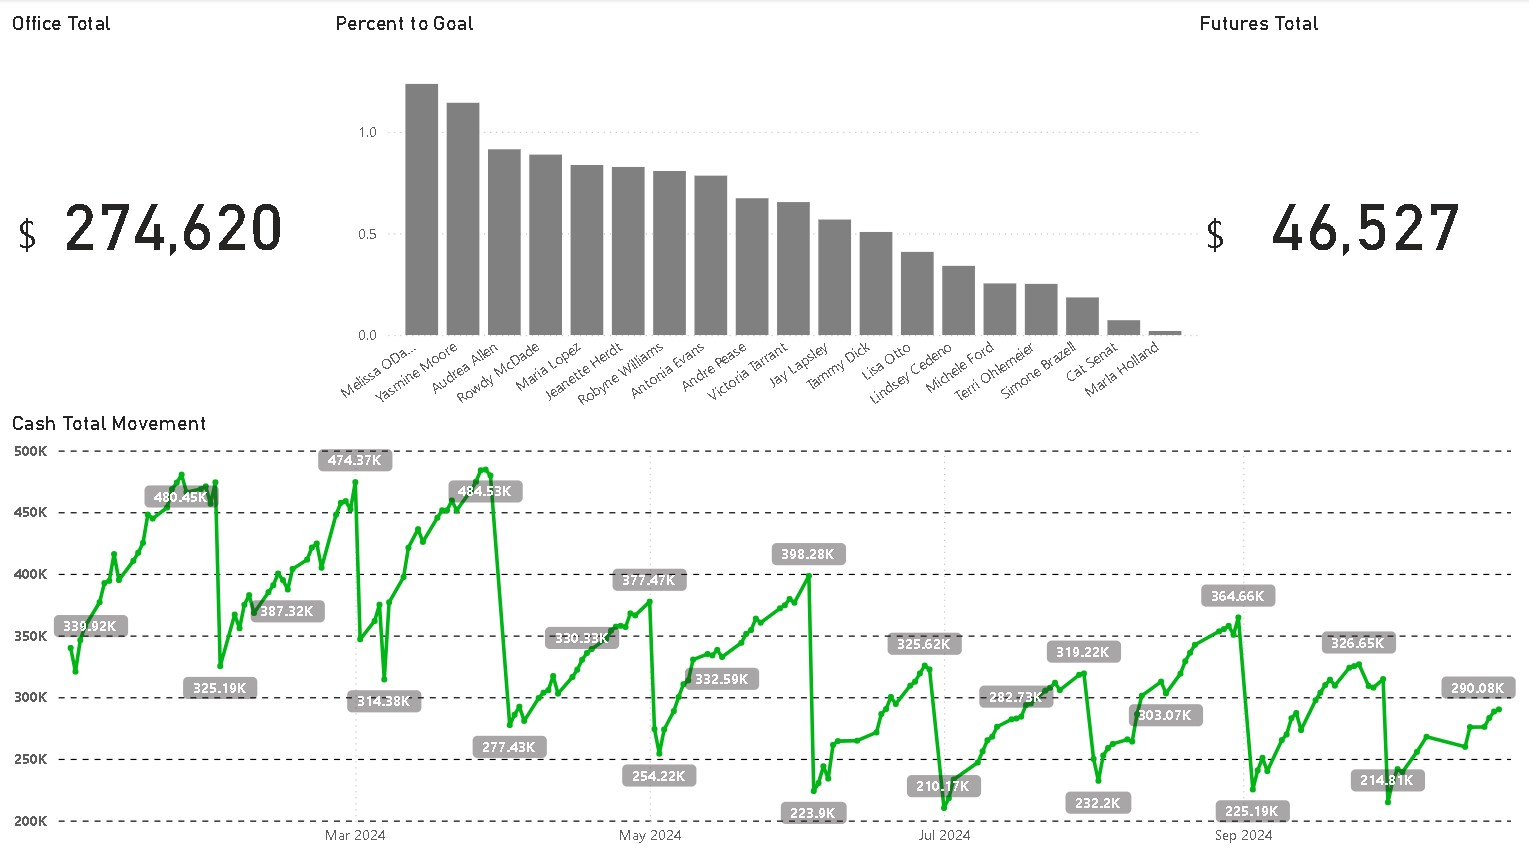 Office Total
Percent to Goal
Futures Total
$ 274,620
1.0
0.5
0.0
$ 46,527
Melissa ODa...
Yasmine Moore
Audrea Allen
Rowdy McDade
Maria Lopez
Jeanette Herdt
Robyne Williams
Antonia Evans
Andre Pease
Victoria Tarrant
Jay Lapsley
Tammy Dick
Lisa Otto
Lindsey Cedeno
Michele Ford
Terri Ohlemeier
Simone Brazell
Cat Senat
Marla Holland
Cash Total Movement
500K
450K
400K
350K
300K
250K
200K
339.92K
480.45K
325.19K
387.32K
474.37K
314.38K
484.53K
277.43K
330.33K
377.47K
254.22K
332.59K
398.28K
223.9K
325.62K
210.17K
282.73K
319.22K
232.2K
303.07K
364.66K
225.19K
326.65K
214.81K
290.08K
Mar 2024
May 2024
Jul 2024
Sep 2024